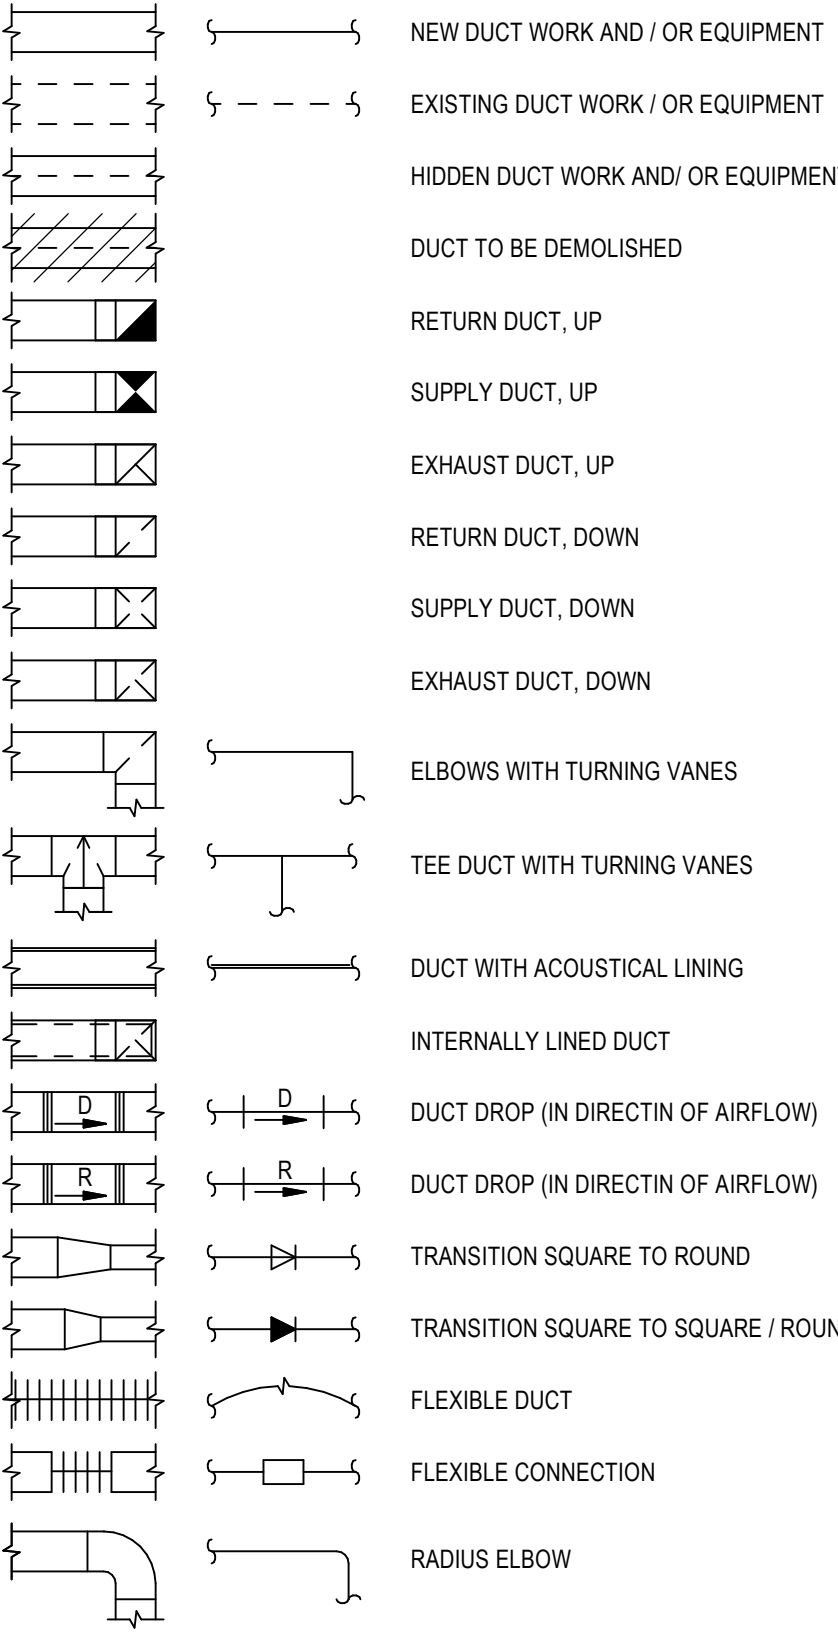 NEW DUCT WORK AND / OR EQUIPMENT
EXISTING DUCT WORK / OR EQUIPMENT
HIDDEN DUCT WORK AND/ OR EQUIPMEN
DUCT TO BE DEMOLISHED
RETURN DUCT, UP
SUPPLY DUCT, UP
EXHAUST DUCT, UP
RETURN DUCT, DOWN
SUPPLY DUCT, DOWN
EXHAUST DUCT, DOWN
ELBOWS WITH TURNING VANES
TEE DUCT WITH TURNING VANES
DUCT WITH ACOUSTICAL LINING
INTERNALLY LINED DUCT
D D DUCT DROP (IN DIRECTIN OF AIRFLOW)
R R DUCT DROP (IN DIRECTIN OF AIRFLOW)
TRANSITION SQUARE TO ROUND
TRANSITION SQUARE TO SQUARE / ROUN
FLEXIBLE DUCT
FLEXIBLE CONNECTION
RADIUS ELBOW